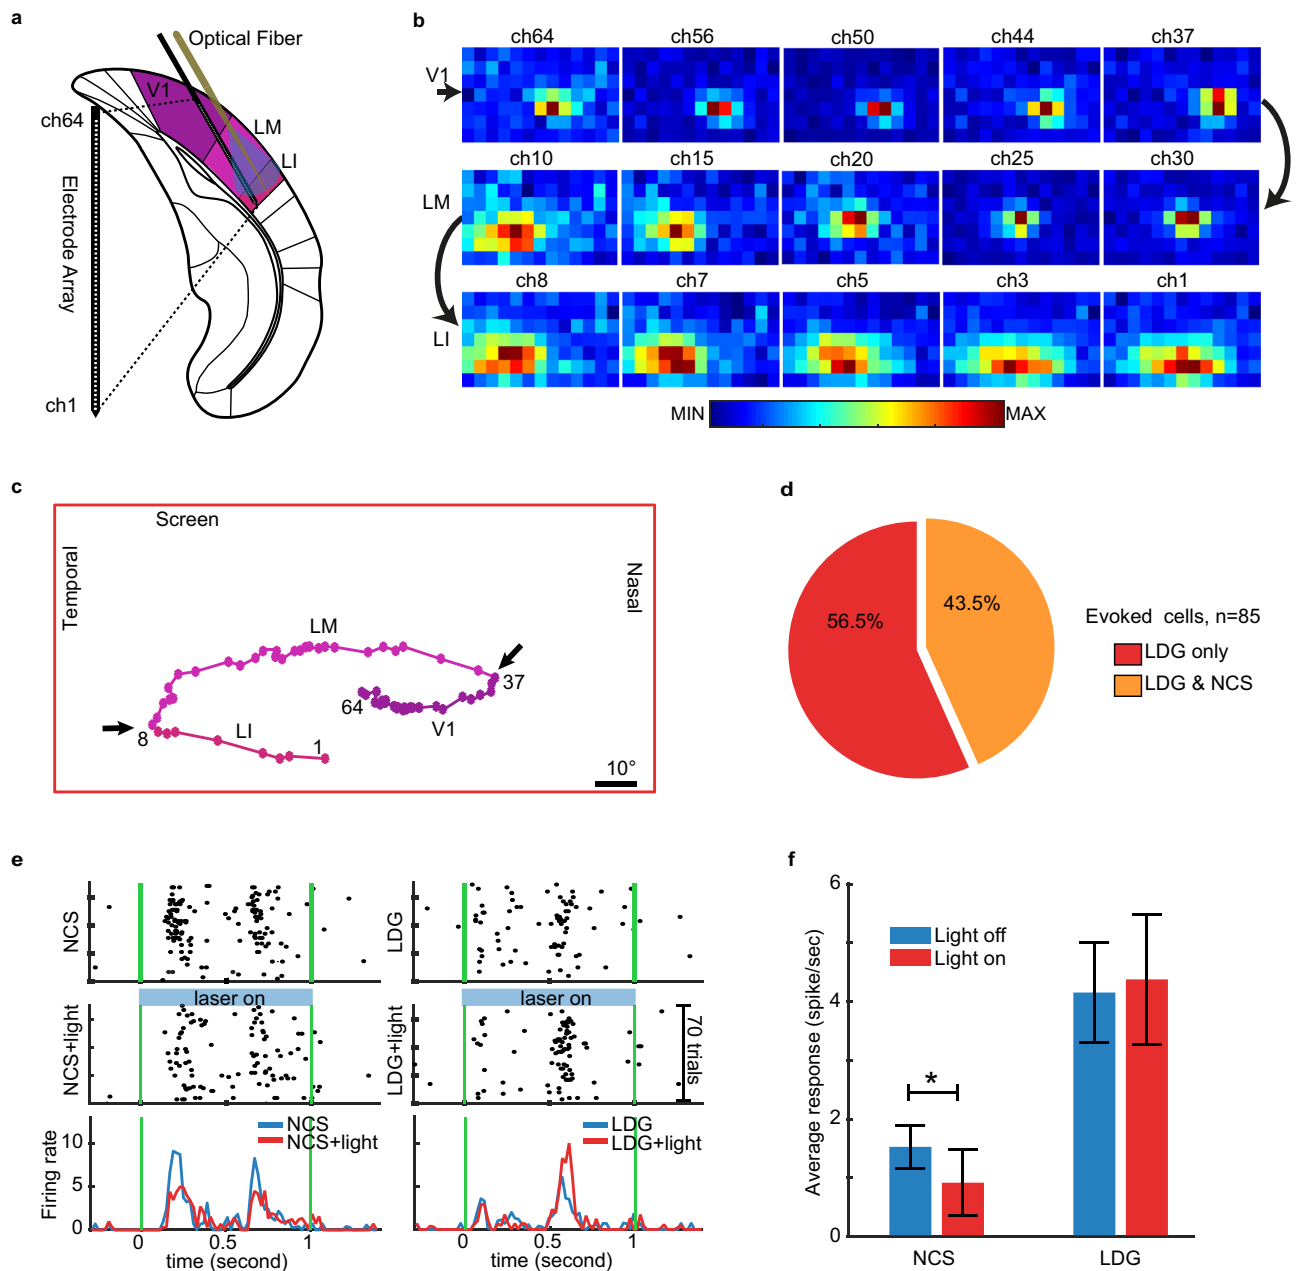 a
Optical Fiber
V1
LM
LI
ch64
Electrode Array
ch1
b
ch64 ch56 ch50 ch44 ch37
V1
ch10 ch15 ch20 ch25 ch30
LM
ch8 ch7 ch5 ch3 ch1
LI
MIN MAX
c
Screen
Temporal
Nasal
LM
37
64
V1
8
LI
1
10°
d
56.5%
43.5%
Evoked cells, n=85
LDG only
LDG & NCS
e
NCS
LDG
laser on
laser on
NCS+light
LDG+light
70 trials
NCS
NCS+light
LDG
LDG+light
Firing rate
10
5
0
0 0.5 1
time (second)
0 0.5 1
time (second)
f
Average response (spike/sec)
6
4
2
0
Light off
Light on
*
NCS LDG